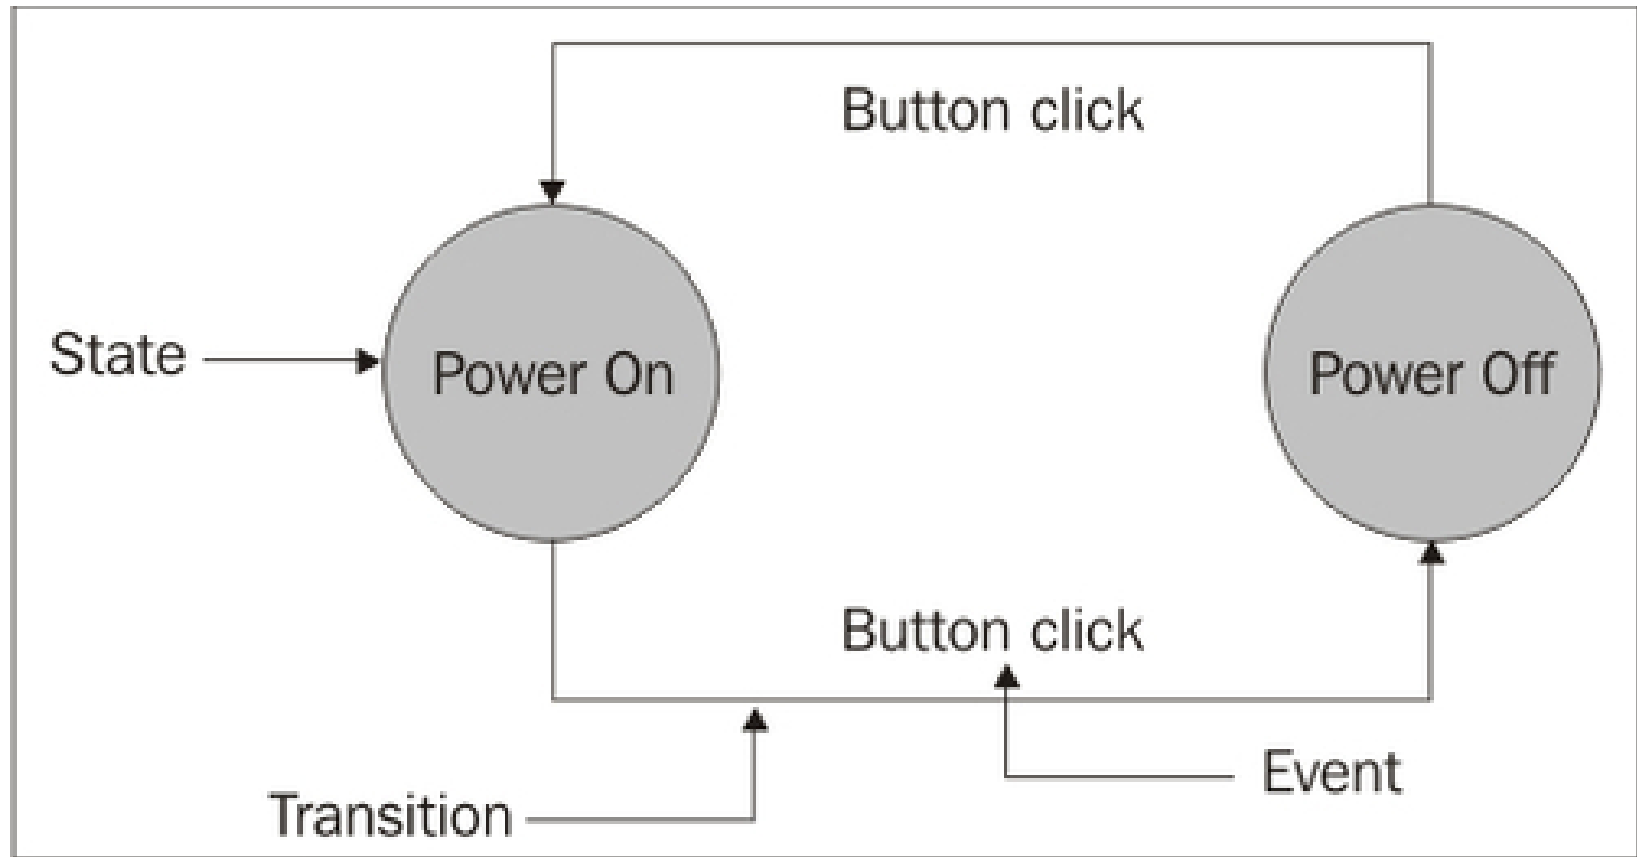 Button click
State
Power On
Power Off
Button click
Event
Transition